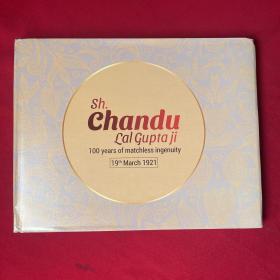 Sh.
Chandu
Lal Gupta ji
100 years of matchless ingenuity
19th March 1921